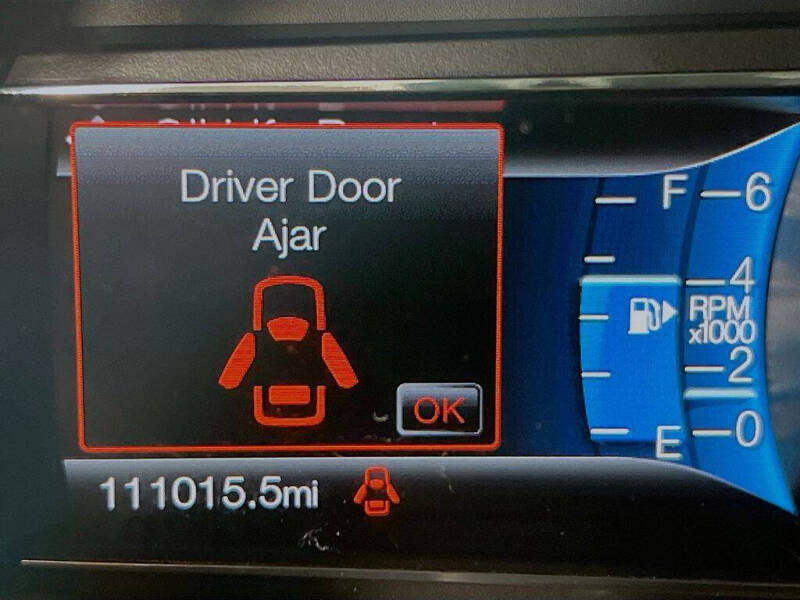 Driver Door
Ajar
OK
F
E
6
4
RPM
x1000
2
0
111015.5mi